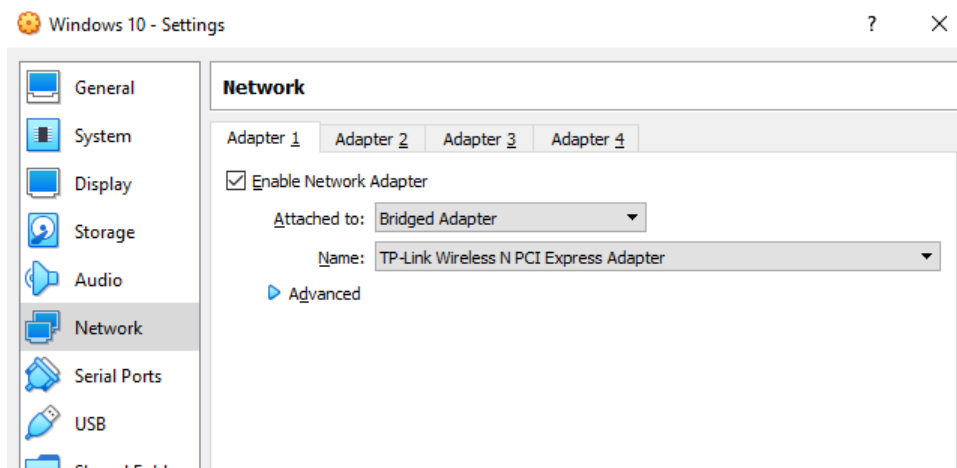 Windows 10 - Settings
?
General
System
Display
Storage
Audio
Network
Serial Ports
USB
Network
Adapter 1 Adapter 2 Adapter 3 Adapter 4
Enable Network Adapter
Attached to: Bridged Adapter
Name: TP-Link Wireless N PCI Express Adapter
Advanced